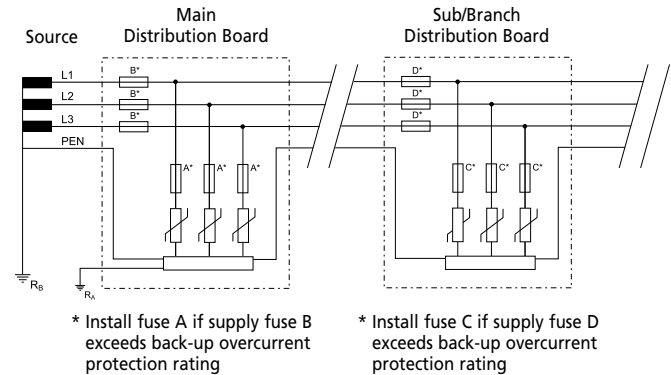 Main
Distribution Board
Sub/Branch
Distribution Board
Source
L1
L2
L3
PEN
B*
B*
B*
D*
D*
D*
A*
A*
A*
C*
C*
C*
RB
RA
* Install fuse A if supply fuse B
exceeds back-up overcurrent
protection rating
* Install fuse C if supply fuse D
exceeds back-up overcurrent
protection rating